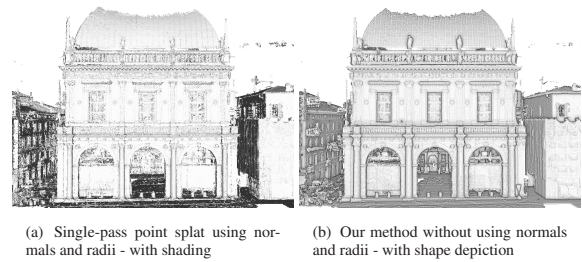 (a) Single-pass point splat using nor-
mals and radii - with shading
(b) Our method without using normals
and radii - with shape depiction